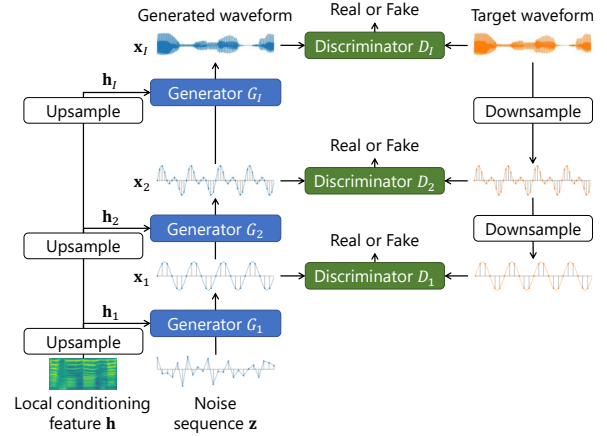 Generated waveform
Real or Fake
Target waveform
𝐱_I
Discriminator D_I
𝐡_I
Generator G_I
Upsample
Downsample
Real or Fake
𝐱_2
Discriminator D_2
𝐡_2
Generator G_2
Downsample
Upsample
Real or Fake
𝐱_1
Discriminator D_1
𝐡_1
Generator G_1
Upsample
Local conditioning
feature 𝐡
Noise
sequence 𝐳